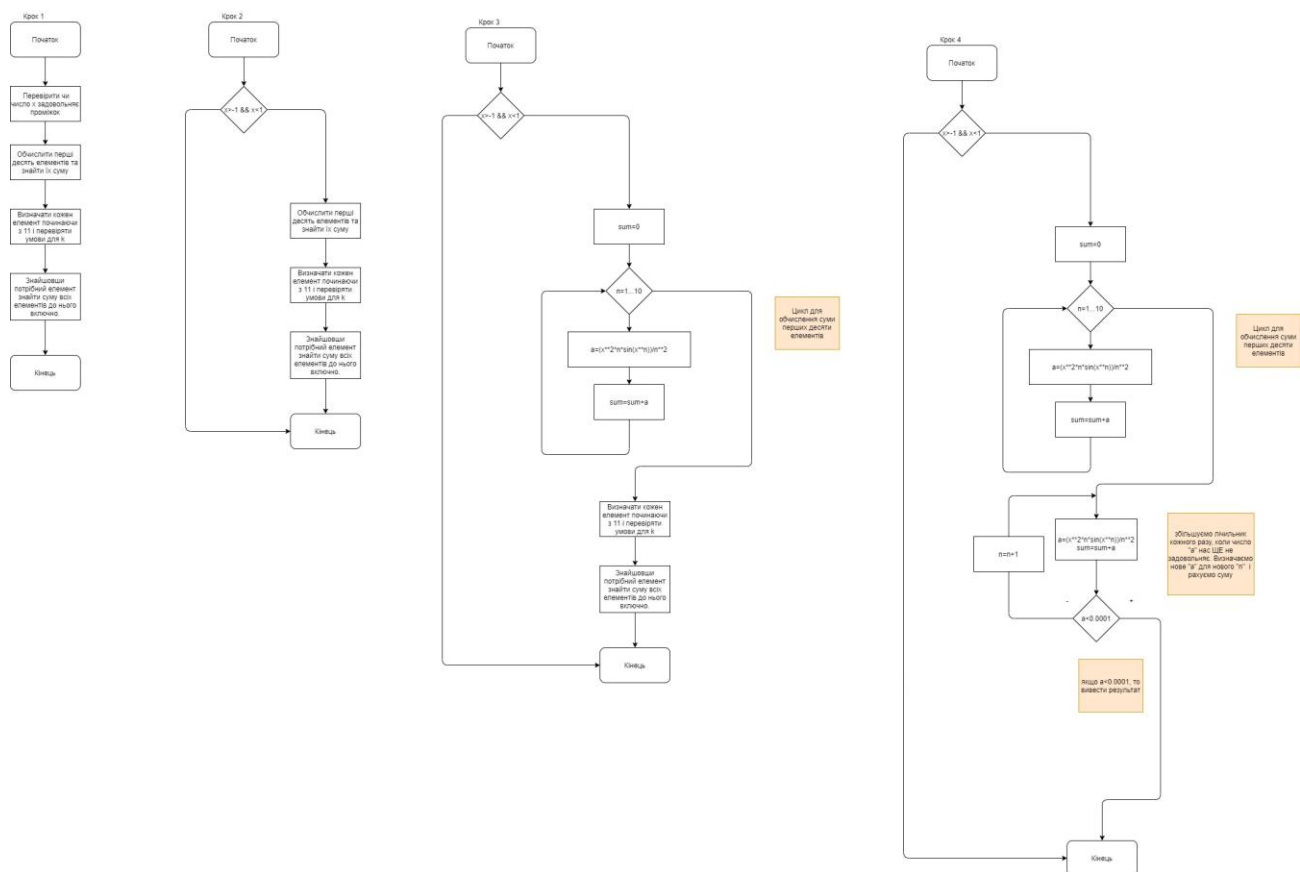 Крок 1
Початок
Перевірити чи
число x задовольняє
проміжок
Обчислити перші
десять елементів та
знайти їх суму
Визначати кожен
елемент починаючи
з 11 і перевіряти
умови для k
Знайшовши
потрібний елемент
знайти суму всіх
елементів до нього
включно.
Кінець
Крок 2
Початок
x>-1 && x<1
Обчислити перші
десять елементів та
знайти їх суму
Визначати кожен
елемент починаючи
з 11 і перевіряти
умови для k
Знайшовши
потрібний елемент
знайти суму всіх
елементів до нього
включно.
Кінець
Крок 3
Початок
x>-1 && x<1
sum=0
n=1...10
a=(x**2*n*sin(x**n))/n**2
sum=sum+a
Цикл для
обчислення суми
перших десяти
елементів
Визначати кожен
елемент починаючи
з 11 і перевіряти
умови для k
Знайшовши
потрібний елемент
знайти суму всіх
елементів до нього
включно.
Кінець
Крок 4
Початок
x>-1 && x<1
sum=0
n=1...10
a=(x**2*n*sin(x**n))/n**2
sum=sum+a
Цикл для
обчислення суми
перших десяти
елементів
a=(x**2*n*sin(x**n))/n**2
sum=sum+a
n=n+1
збільшуємо лічильник
кожного разу, коли число
"a" нас ЩЕ не
задовольняє. Визначаємо
нове "a" для нового "n" і
рахуємо суму
- +
a<0.0001
якщо a<0.0001, то
вивести результат
Кінець